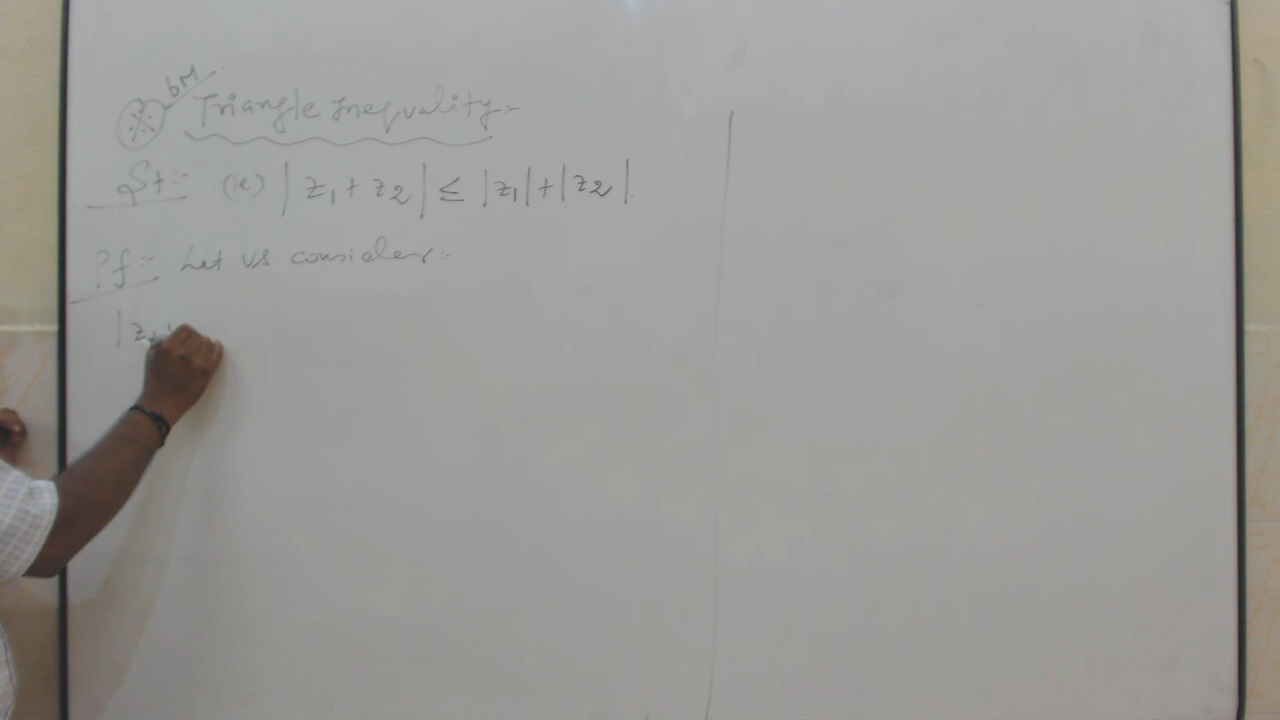 6M
Triangle Inequality:-
St:- (ie) |z₁ + z₂| ≤ |z₁| + |z₂|.
Pf:- Let us consider:-
|z